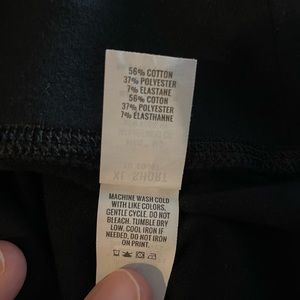 56% COTTON
37% POLYESTER
7% ELASTANE
56% COTON
37% POLYESTER
7% ELASTHANNE
XL SHORT
MACHINE WASH COLD
WITH LIKE COLORS,
GENTLE CYCLE. DO NOT
BLEACH. TUMBLE DRY
LOW. COOL IRON IF
NEEDED, DO NOT IRON
ON PRINT.